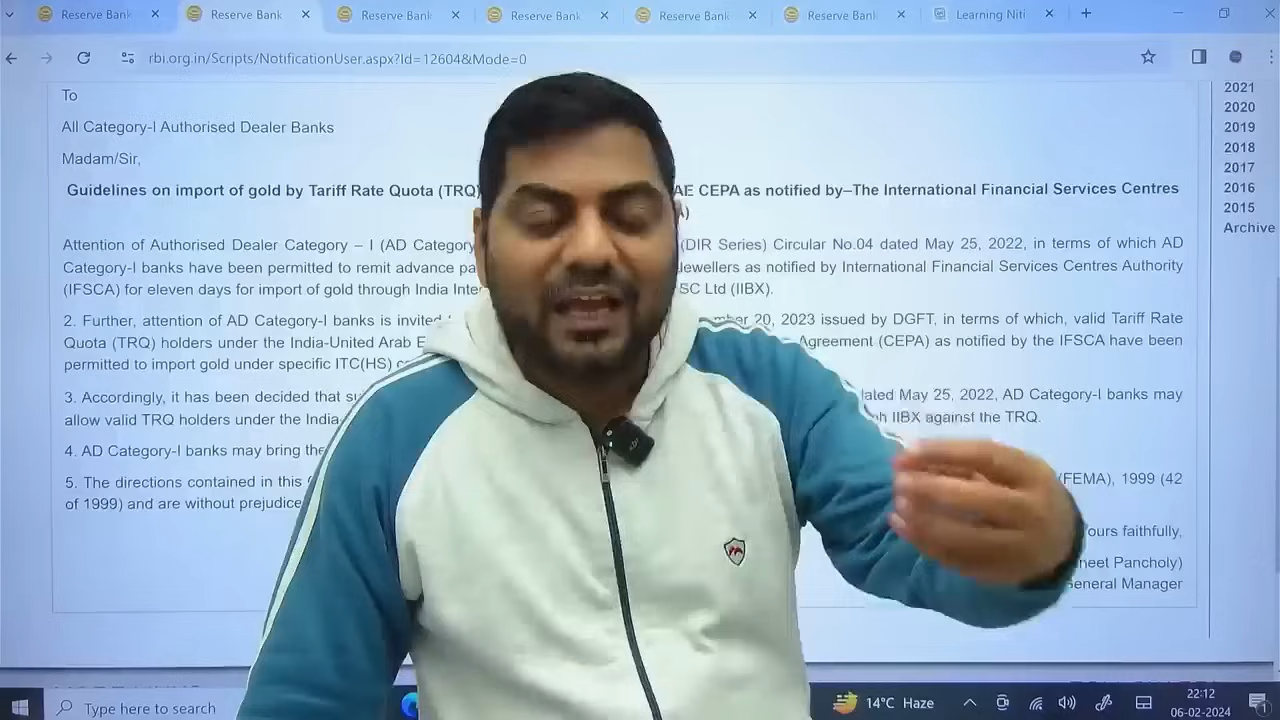 Reserve Bank
Reserve Bank
Reserve Bank
Reserve Bank
Reserve Bank
Reserve Bank
Learning Niti
rbi.org.in/Scripts/NotificationUser.aspx?Id=12604&Mode=0
To
All Category-I Authorised Dealer Banks
Madam/Sir,
Guidelines on import of gold by Tariff Rate Quota (TRQ) AE CEPA as notified by–The International Financial Services Centres
Attention of Authorised Dealer Category – I (AD Category (DIR Series) Circular No.04 dated May 25, 2022, in terms of which AD
Category-I banks have been permitted to remit advance pa Jewellers as notified by International Financial Services Centres Authority
(IFSCA) for eleven days for import of gold through India Inte SC Ltd (IIBX).
2. Further, attention of AD Category-I banks is invited mber 20, 2023 issued by DGFT, in terms of which, valid Tariff Rate
Quota (TRQ) holders under the India-United Arab E Agreement (CEPA) as notified by the IFSCA have been
permitted to import gold under specific ITC(HS) c
3. Accordingly, it has been decided that su dated May 25, 2022, AD Category-I banks may
allow valid TRQ holders under the India- gh IIBX against the TRQ.
4. AD Category-I banks may bring the
5. The directions contained in this (FEMA), 1999 (42
of 1999) and are without prejudice
ours faithfully,
neet Pancholy)
General Manager
2021
2020
2019
2018
2017
2016
2015
Archive
Type here to search
14°C Haze
22:12
06-02-2024